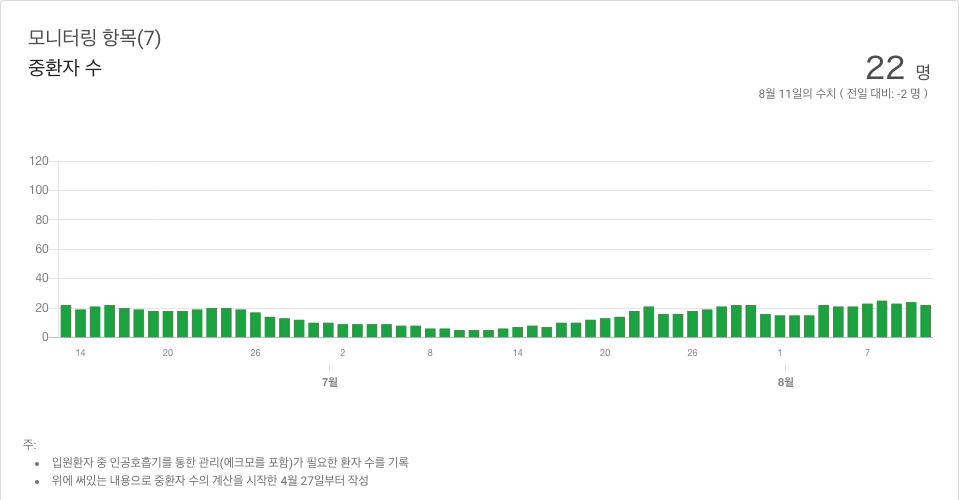 모니터링 항목(7)
중환자 수
22 명
8월 11일의 수치 ( 전일 대비: -2 명 )
120
100
80
60
40
20
0
14 20 26 2 8 14 20 26 1 7
7월 8월
주:
• 입원환자 중 인공호흡기를 통한 관리(에크모를 포함)가 필요한 환자 수를 기록
• 위에 써있는 내용으로 중환자 수의 계산을 시작한 4월 27일부터 작성